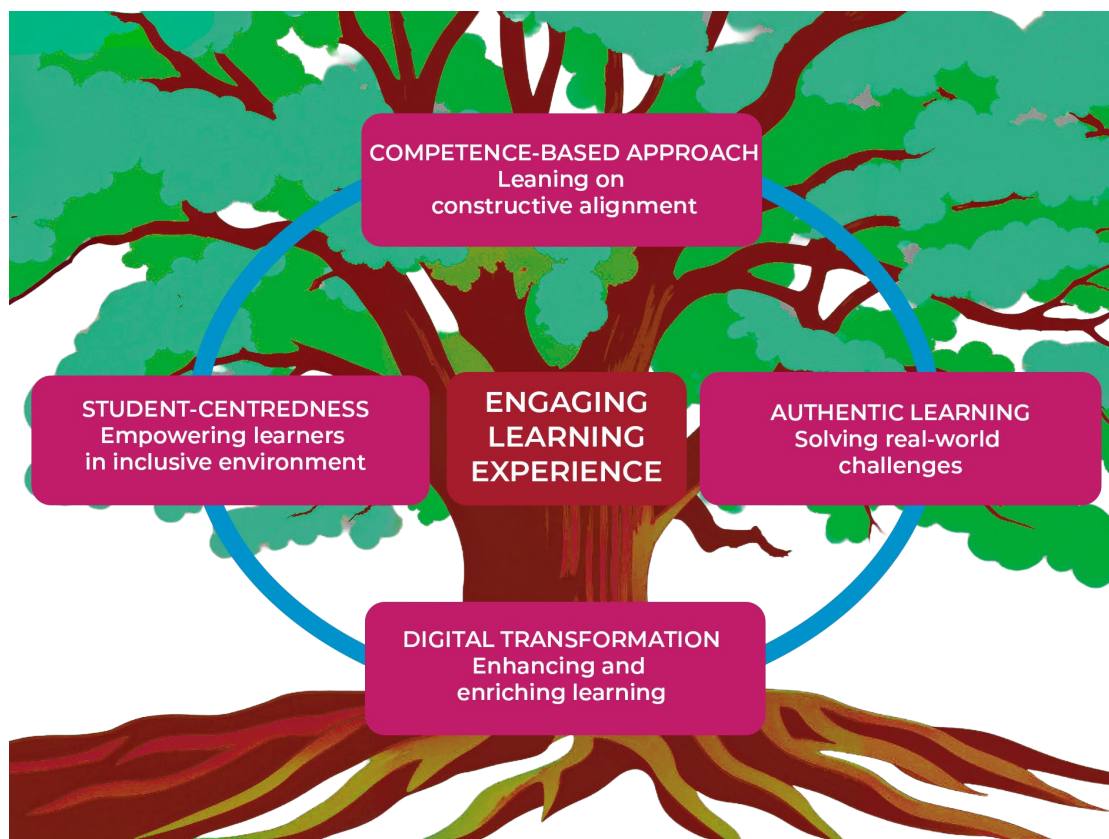 COMPETENCE-BASED APPROACH
Leaning on
constructive alignment
STUDENT-CENTREDNESS
Empowering learners
in inclusive environment
ENGAGING
LEARNING
EXPERIENCE
AUTHENTIC LEARNING
Solving real-world
challenges
DIGITAL TRANSFORMATION
Enhancing and
enriching learning